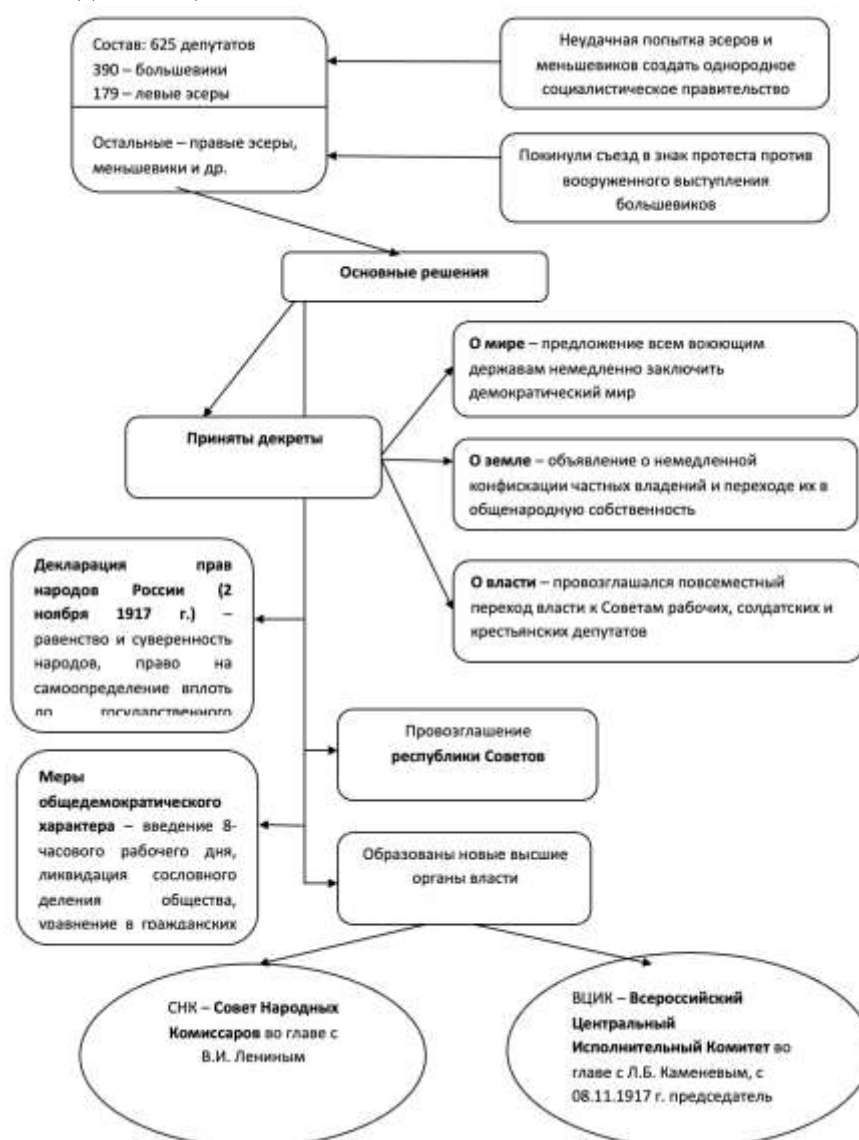 Состав: 625 депутатов
390 – большевики
179 – левые эсеры
Остальные – правые эсеры,
меньшевики и др.
Неудачная попытка эсеров и
меньшевиков создать однородное
социалистическое правительство
Покинули съезд в знак протеста против
вооруженного выступления
большевиков
Основные решения
Приняты декреты
О мире – предложение всем воюющим
державам немедленно заключить
демократический мир
О земле – объявление о немедленной
конфискации частных владений и переходе их в
общенародную собственность
О власти – провозглашался повсеместный
переход власти к Советам рабочих, солдатских и
крестьянских депутатов
Декларация прав
народов России (2
ноября 1917 г.) –
равенство и суверенность
народов, право на
самоопределение вплоть
до государственного
Провозглашение
республики Советов
Меры
общедемократического
характера – введение 8-
часового рабочего дня,
ликвидация сословного
деления общества,
уравнение в гражданских
Образованы новые высшие
органы власти
СНК – Совет Народных
Комиссаров во главе с
В.И. Лениным
ВЦИК – Всероссийский
Центральный
Исполнительный Комитет во
главе с Л.Б. Каменевым, с
08.11.1917 г. председатель